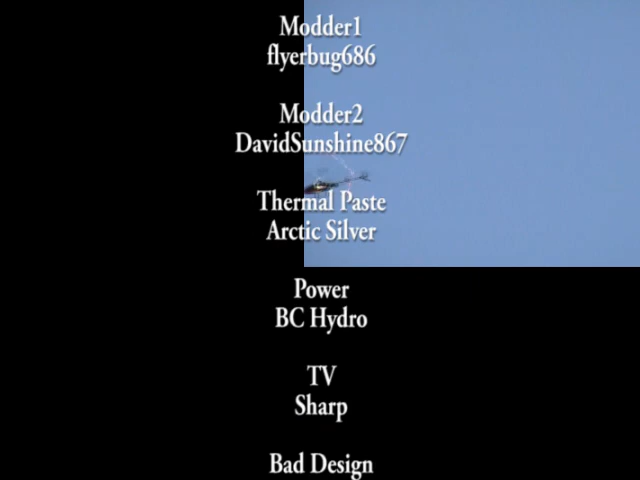 Modder1
flyerbug686
Modder2
DavidSunshine867
Thermal Paste
Arctic Silver
Power
BC Hydro
TV
Sharp
Bad Design